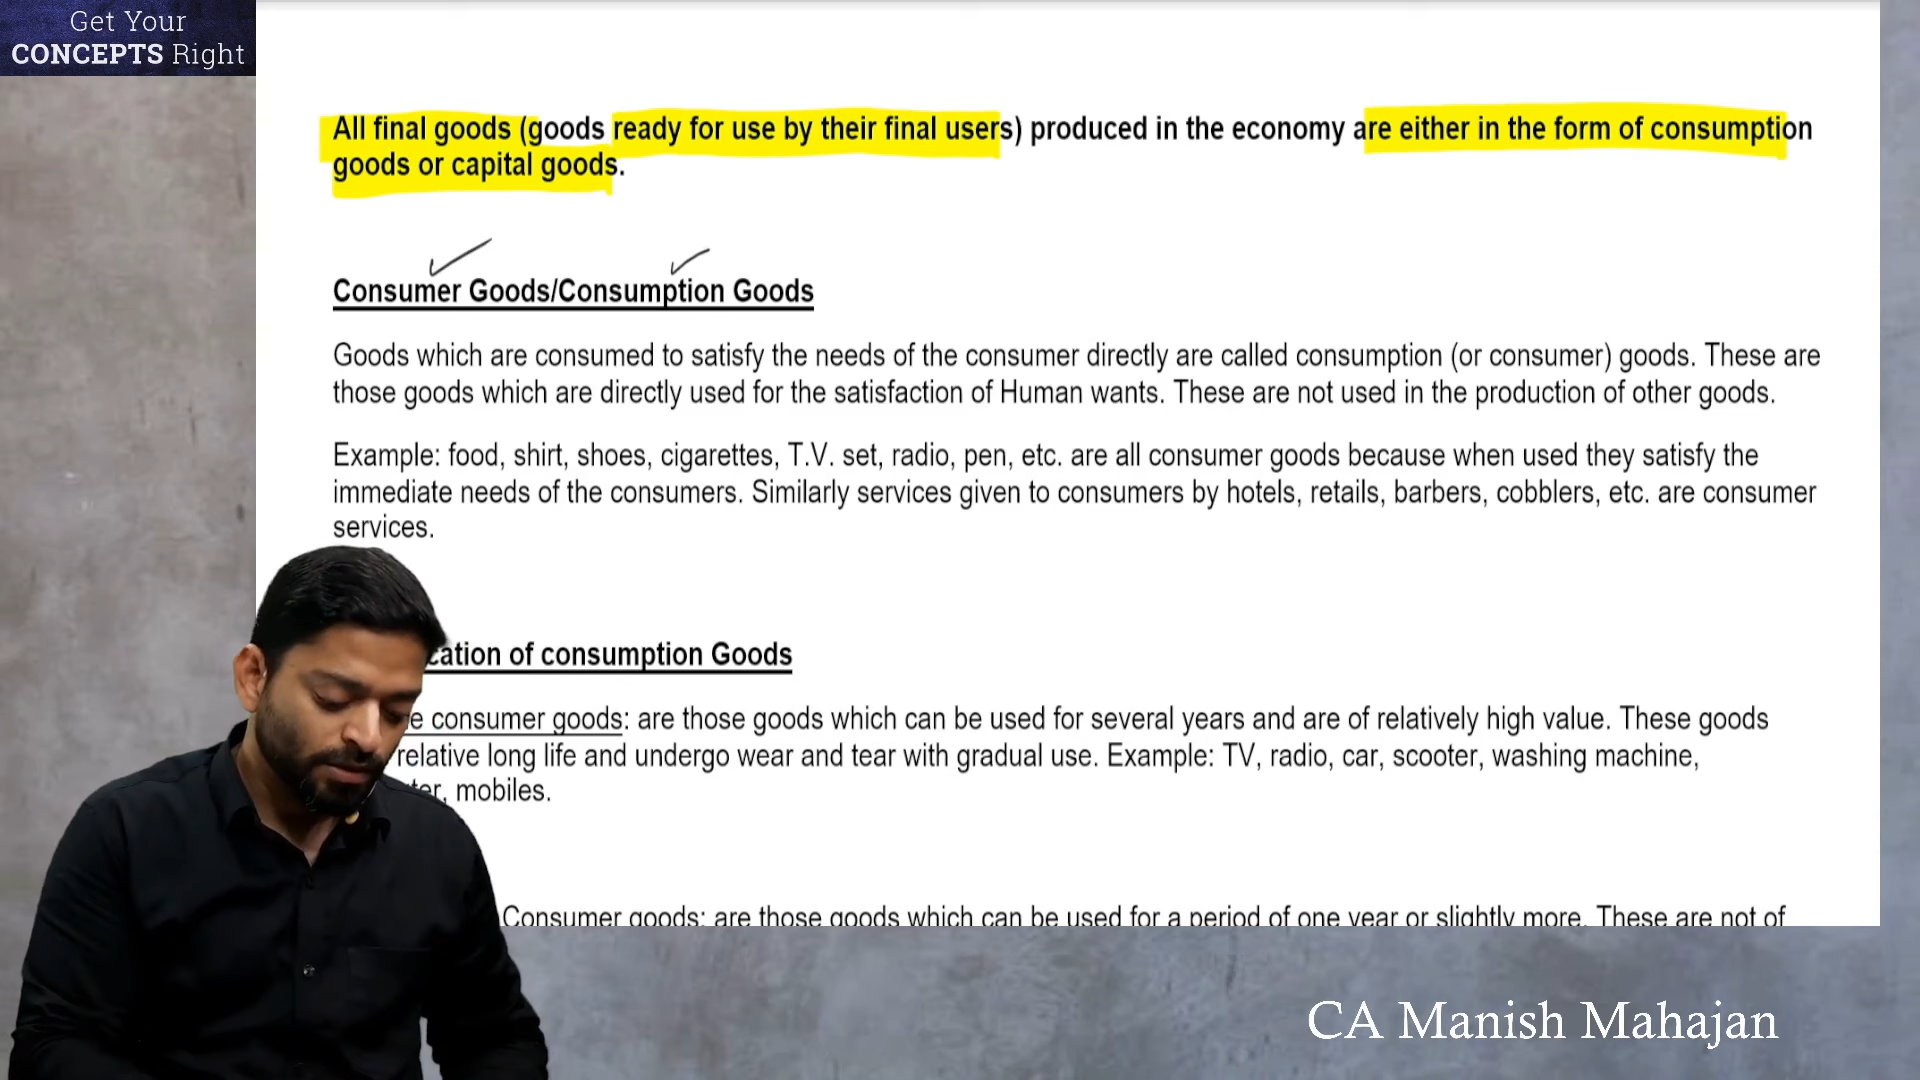 Get Your
CONCEPTS Right
All final goods (goods ready for use by their final users) produced in the economy are either in the form of consumption
goods or capital goods.
Consumer Goods/Consumption Goods
Goods which are consumed to satisfy the needs of the consumer directly are called consumption (or consumer) goods. These are
those goods which are directly used for the satisfaction of Human wants. These are not used in the production of other goods.
Example: food, shirt, shoes, cigarettes, T.V. set, radio, pen, etc. are all consumer goods because when used they satisfy the
immediate needs of the consumers. Similarly services given to consumers by hotels, retails, barbers, cobblers, etc. are consumer
services.
cation of consumption Goods
e consumer goods: are those goods which can be used for several years and are of relatively high value. These goods
relative long life and undergo wear and tear with gradual use. Example: TV, radio, car, scooter, washing machine,
ter, mobiles.
Consumer goods: are those goods which can be used for a period of one year or slightly more. These are not of
CA Manish Mahajan